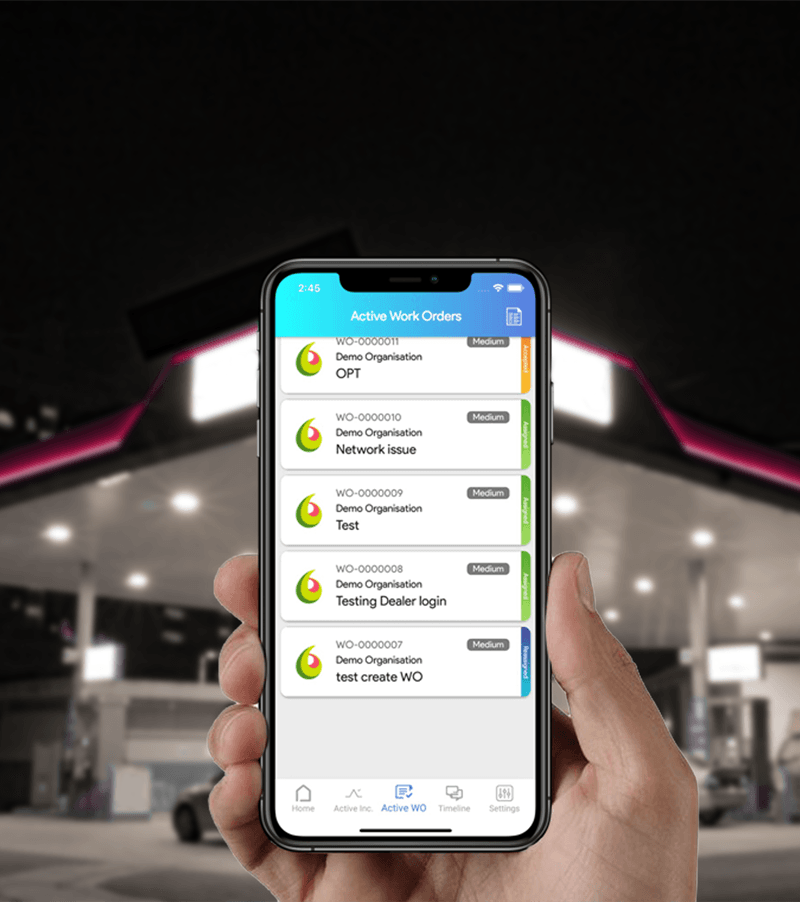 2:45
Active Work Orders
WO-0000011
Medium
Accepted
Demo Organisation
OPT
WO-0000010
Medium
Assigned
Demo Organisation
Network issue
WO-0000009
Medium
Assigned
Demo Organisation
Test
WO-0000008
Medium
Assigned
Demo Organisation
Testing Dealer login
WO-0000007
Medium
Reassigned
Demo Organisation
test create WO
Home
Active Inc.
Active WO
Timeline
Settings